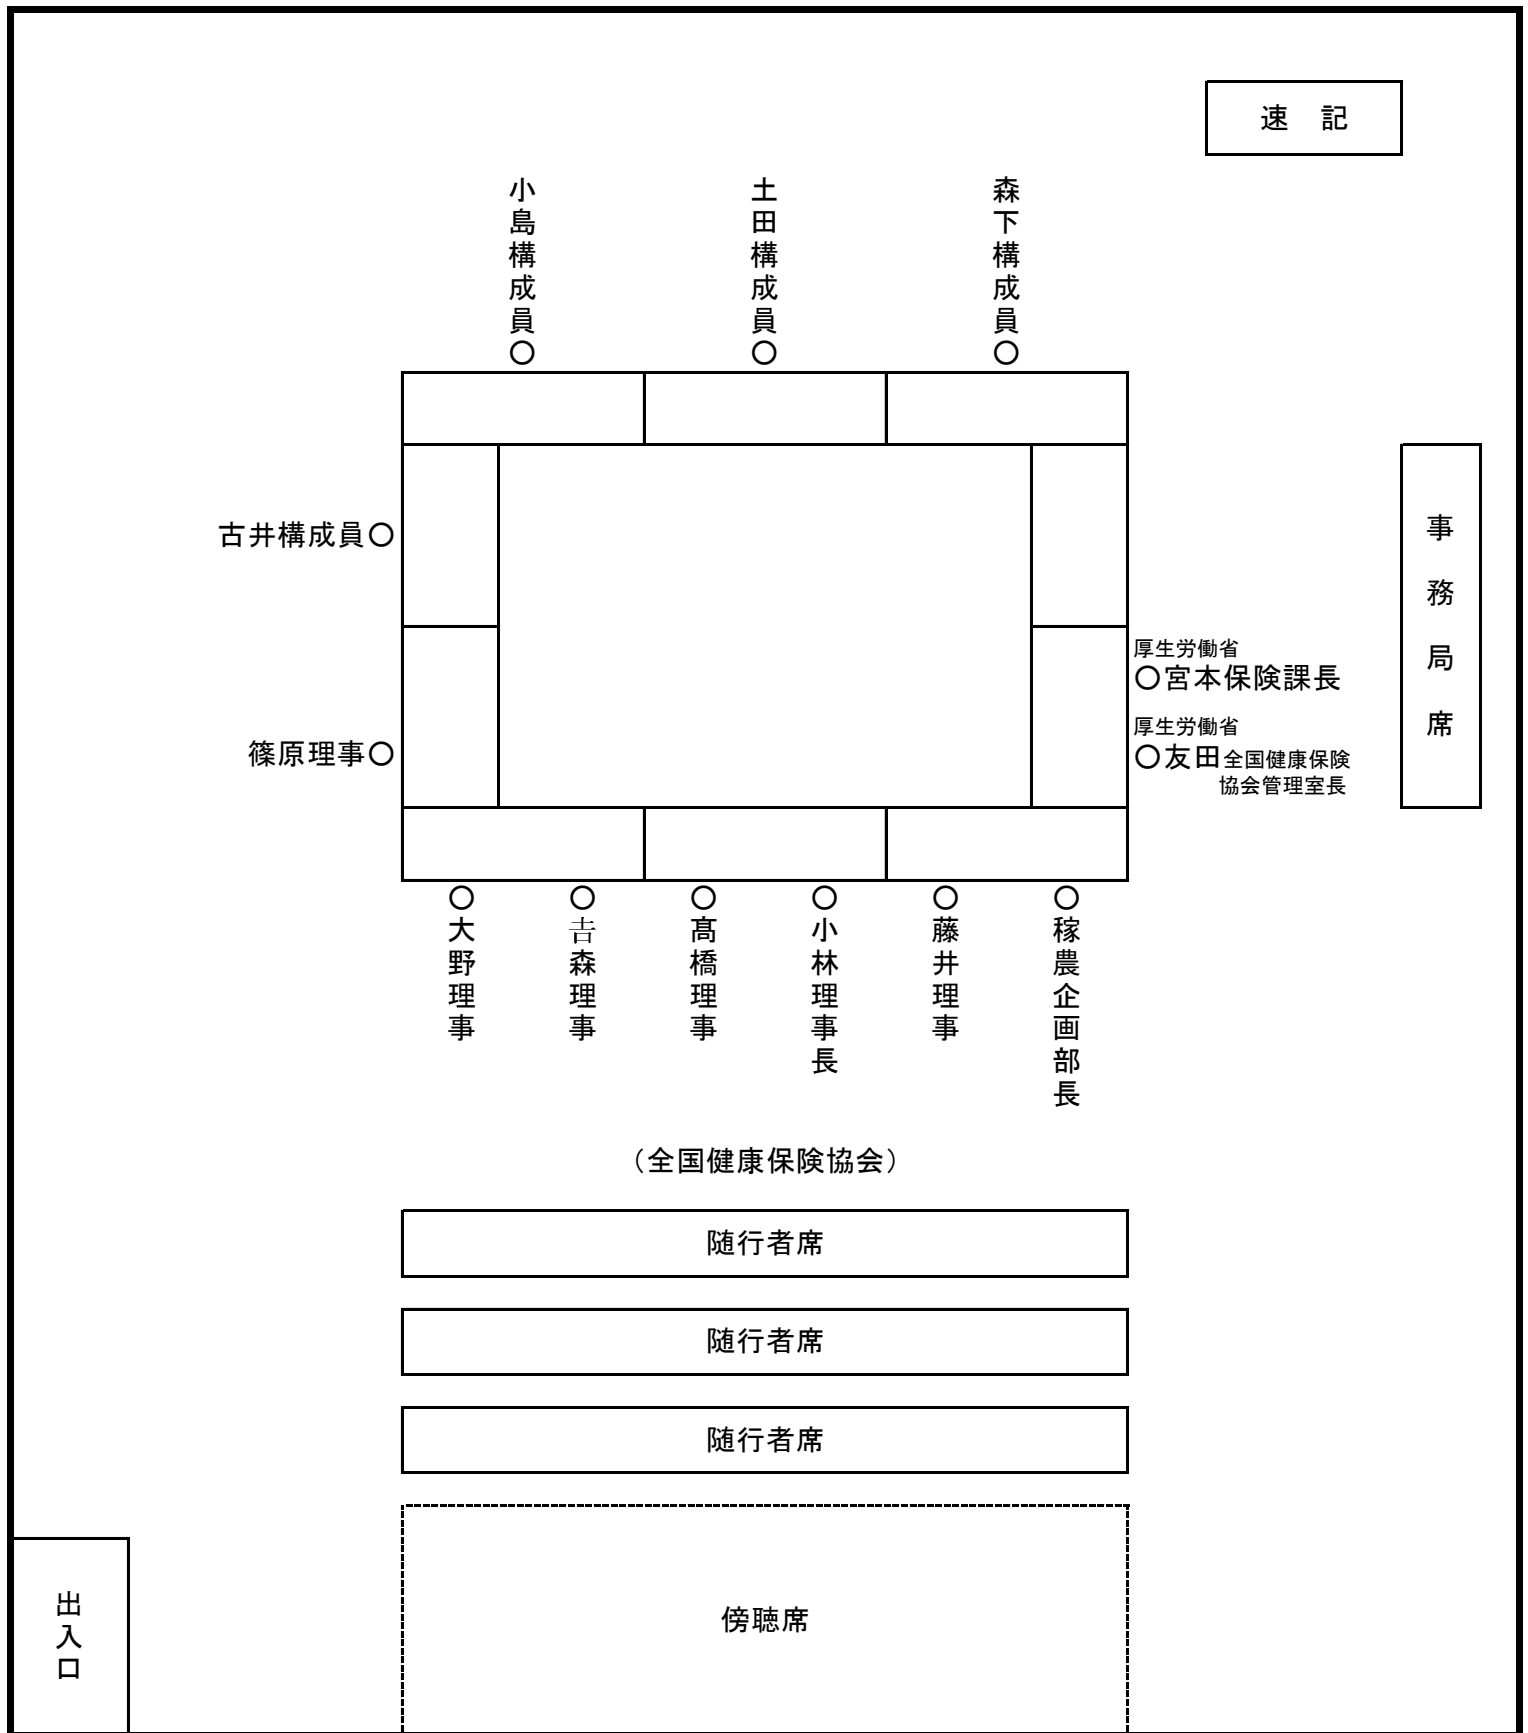 速　記
小島構成員○
土田構成員○
森下構成員○
古井構成員○
篠原理事○
厚生労働省
○宮本保険課長
厚生労働省
○友田全国健康保険
協会管理室長
事務局席
○大野理事
○𠮷森理事
○髙橋理事
○小林理事長
○藤井理事
○稼農企画部長
（全国健康保険協会）
随行者席
随行者席
随行者席
傍聴席
出入口